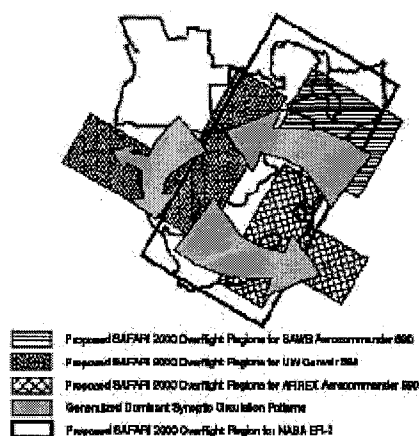 Proposed SAFARI 2000 Overflight Regions for SAWS Aerocommander 690
Proposed SAFARI 2000 Overflight Regions for UW Convair 580
Proposed SAFARI 2000 Overflight Regions for ARREX Aerocommander 690
Generalized Dominant Synoptic Circulation Patterns
Proposed SAFARI 2000 Overflight Region for NASA ER-2